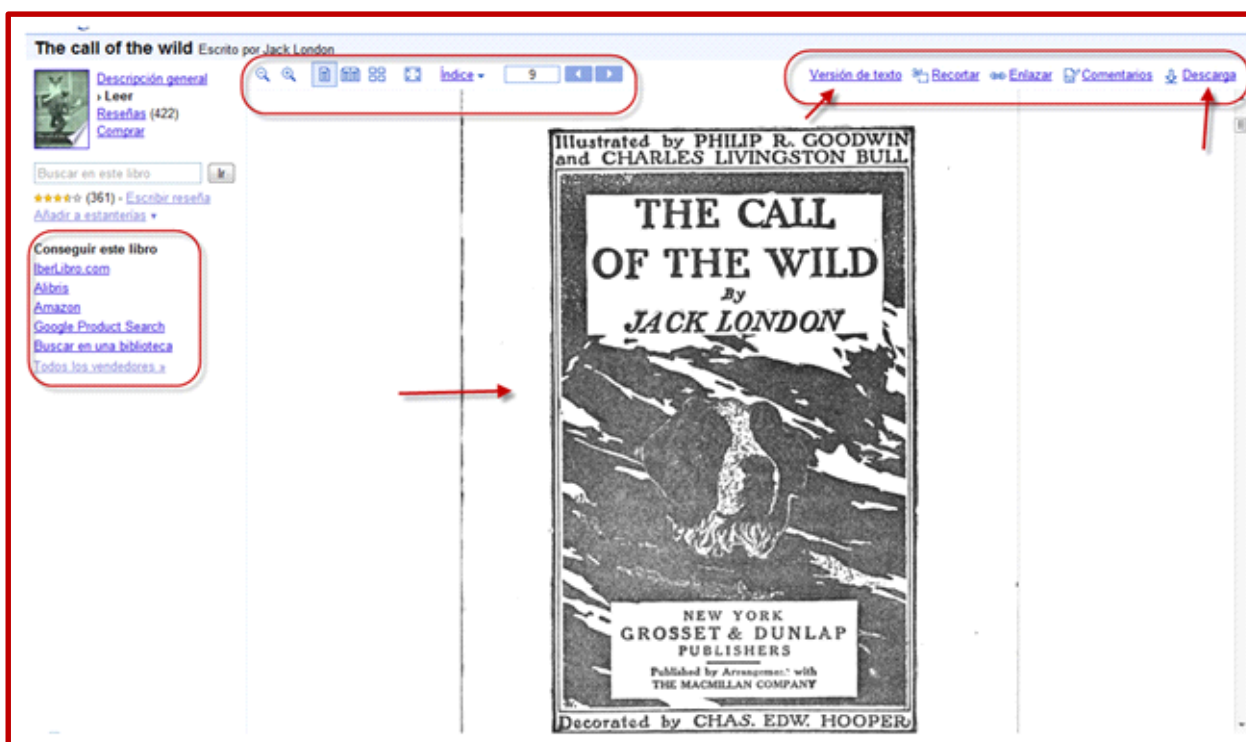 The call of the wild Escrito por Jack London
Descripción general
› Leer
Reseñas (422)
Comprar
Buscar en este libro Ir
(361) - Escribir reseña
Añadir a estanterías ▾
Conseguir este libro
IberLibro.com
Alibris
Amazon
Google Product Search
Buscar en una biblioteca
Todos los vendedores »
Índice ▾ 9
Versión de texto Recortar Enlazar Comentarios Descarga
Illustrated by PHILIP R. GOODWIN
and CHARLES LIVINGSTON BULL
THE CALL
OF THE WILD
By
JACK LONDON
NEW YORK
GROSSET & DUNLAP
PUBLISHERS
Published by Arrangement with
THE MACMILLAN COMPANY
Decorated by CHAS. EDW. HOOPER